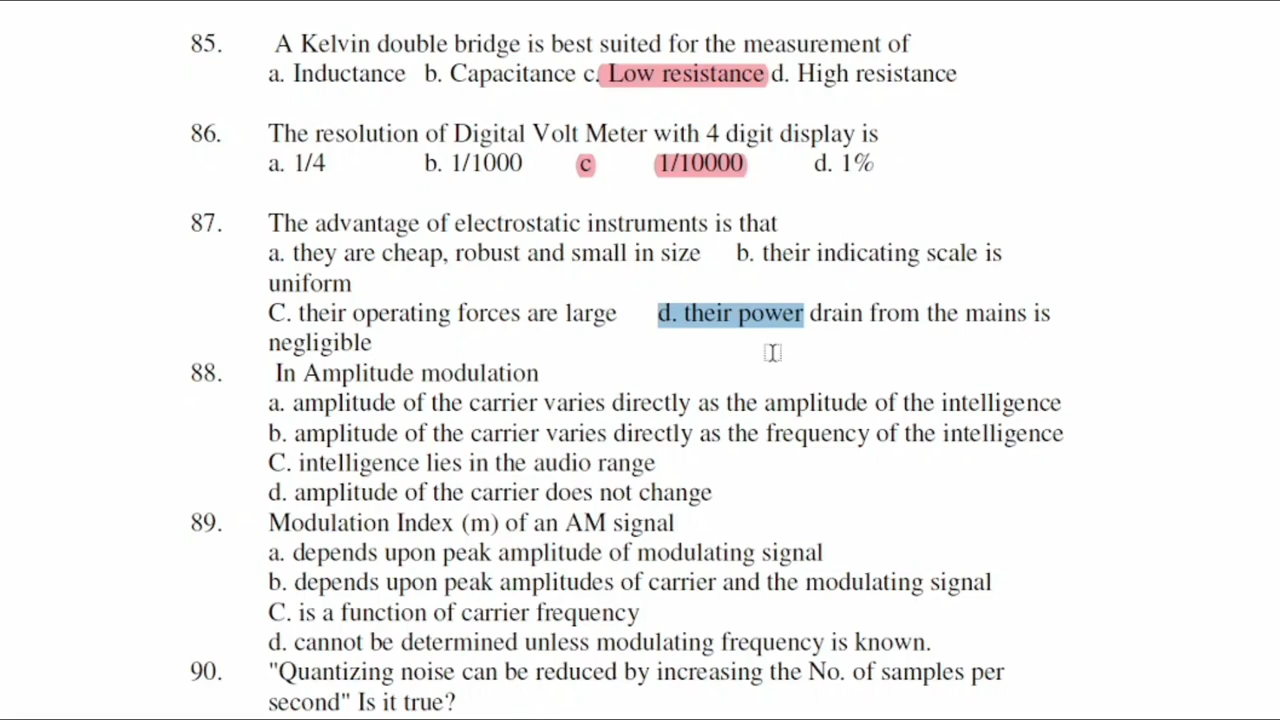 85. A Kelvin double bridge is best suited for the measurement of
a. Inductance b. Capacitance c. Low resistance d. High resistance
86. The resolution of Digital Volt Meter with 4 digit display is
a. 1/4 b. 1/1000 c 1/10000 d. 1%
87. The advantage of electrostatic instruments is that
a. they are cheap, robust and small in size b. their indicating scale is
uniform
C. their operating forces are large d. their power drain from the mains is
negligible
88. In Amplitude modulation
a. amplitude of the carrier varies directly as the amplitude of the intelligence
b. amplitude of the carrier varies directly as the frequency of the intelligence
C. intelligence lies in the audio range
d. amplitude of the carrier does not change
89. Modulation Index (m) of an AM signal
a. depends upon peak amplitude of modulating signal
b. depends upon peak amplitudes of carrier and the modulating signal
C. is a function of carrier frequency
d. cannot be determined unless modulating frequency is known.
90. "Quantizing noise can be reduced by increasing the No. of samples per
second" Is it true?